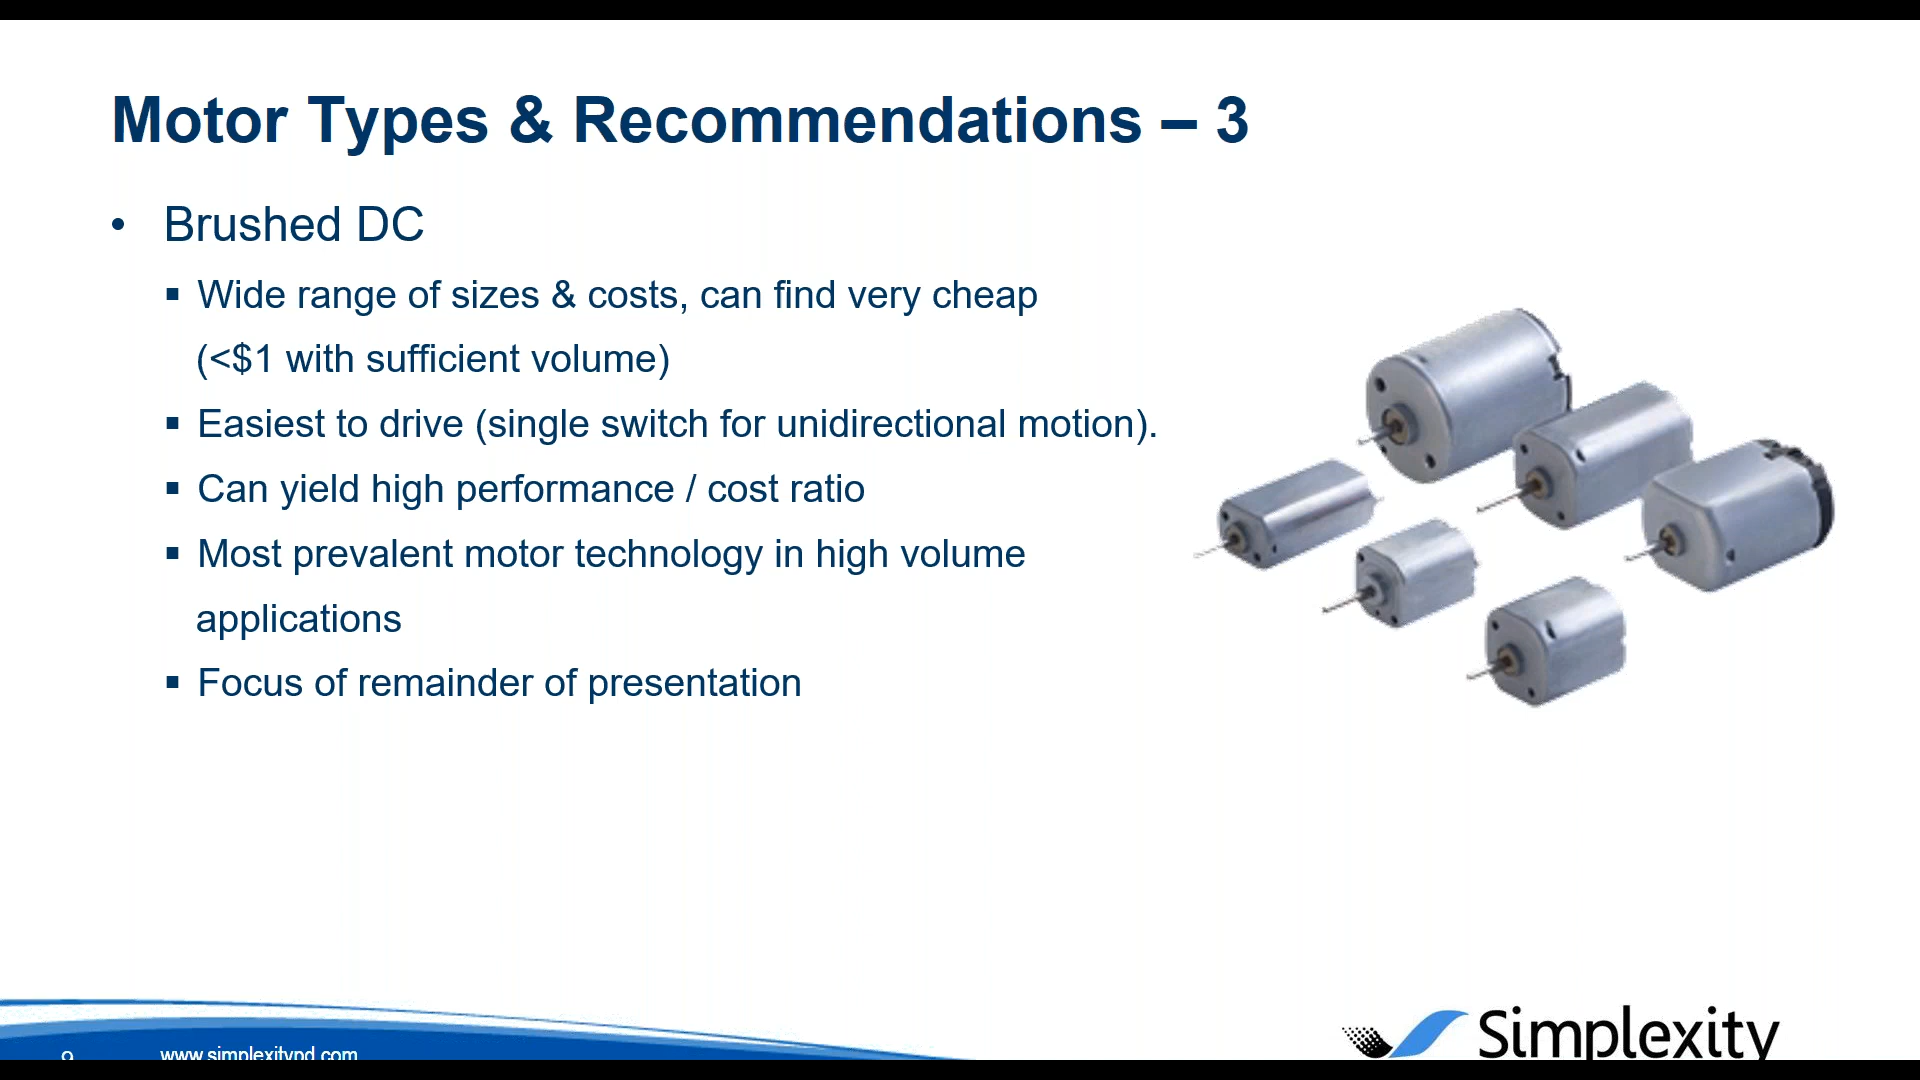 Motor Types & Recommendations – 3
• Brushed DC
▪ Wide range of sizes & costs, can find very cheap
(<$1 with sufficient volume)
▪ Easiest to drive (single switch for unidirectional motion).
▪ Can yield high performance / cost ratio
▪ Most prevalent motor technology in high volume
applications
▪ Focus of remainder of presentation
www.simplexitypd.com
Simplexity